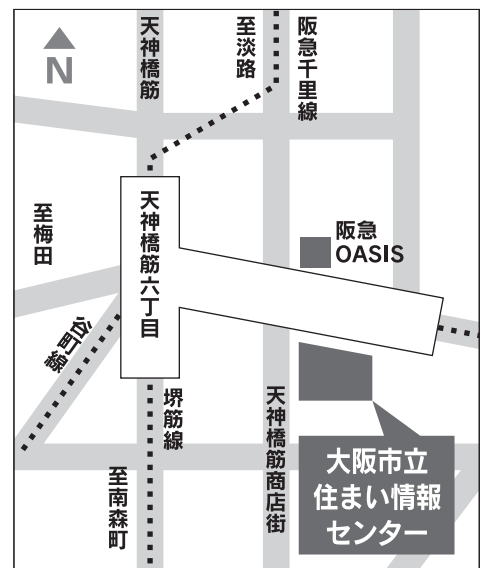 N
天神橋筋
至淡路
阪急千里線
至梅田
天神橋筋六丁目
阪急
OASIS
谷町線
堺筋線
天神橋筋商店街
至南森町
大阪市立
住まい情報
センター